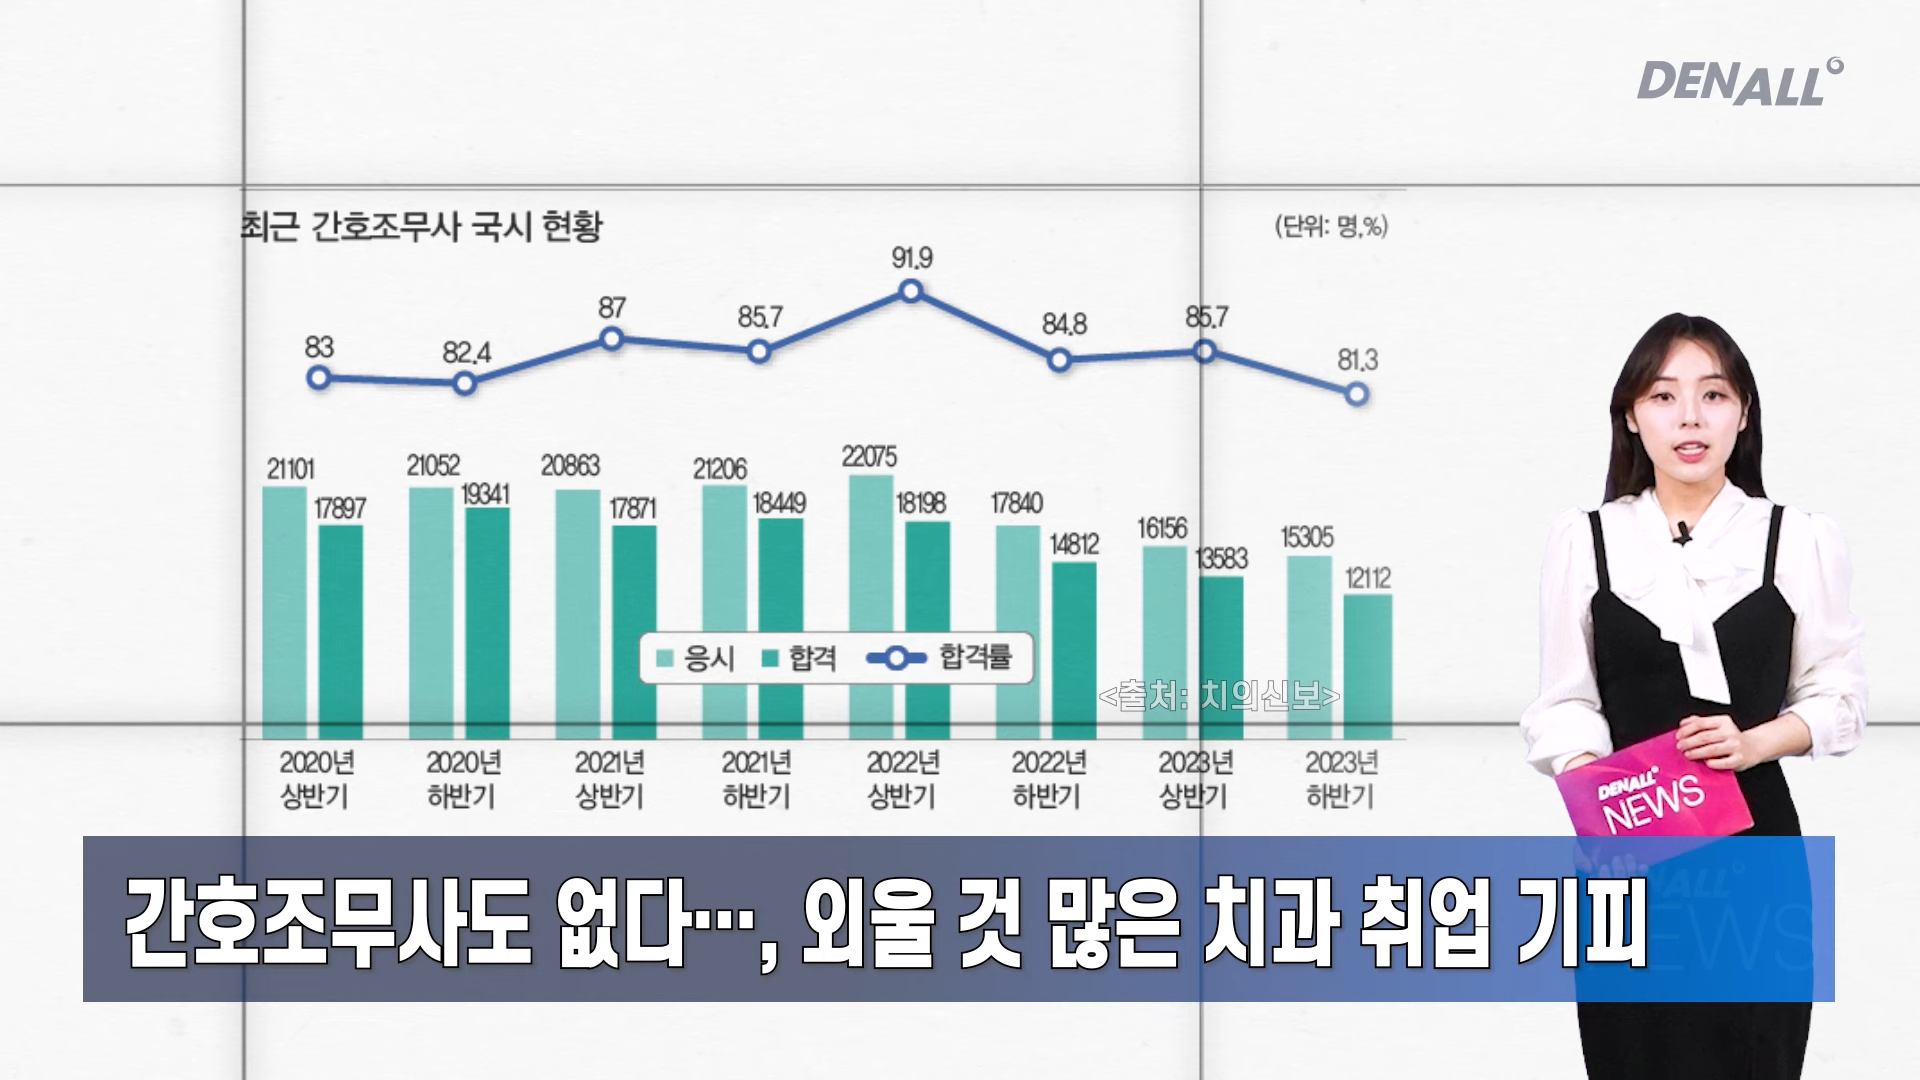 DENALL
최근 간호조무사 국시 현황
(단위: 명,%)
83
82.4
87
85.7
91.9
84.8
85.7
81.3
21101
17897
21052
19341
20863
17871
21206
18449
22075
18198
17840
14812
16156
13583
15305
12112
응시 합격 합격률
<출처: 치의신보>
2020년
상반기
2020년
하반기
2021년
상반기
2021년
하반기
2022년
상반기
2022년
하반기
2023년
상반기
2023년
하반기
DENALL
NEWS
간호조무사도 없다···, 외울 것 많은 치과 취업 기피